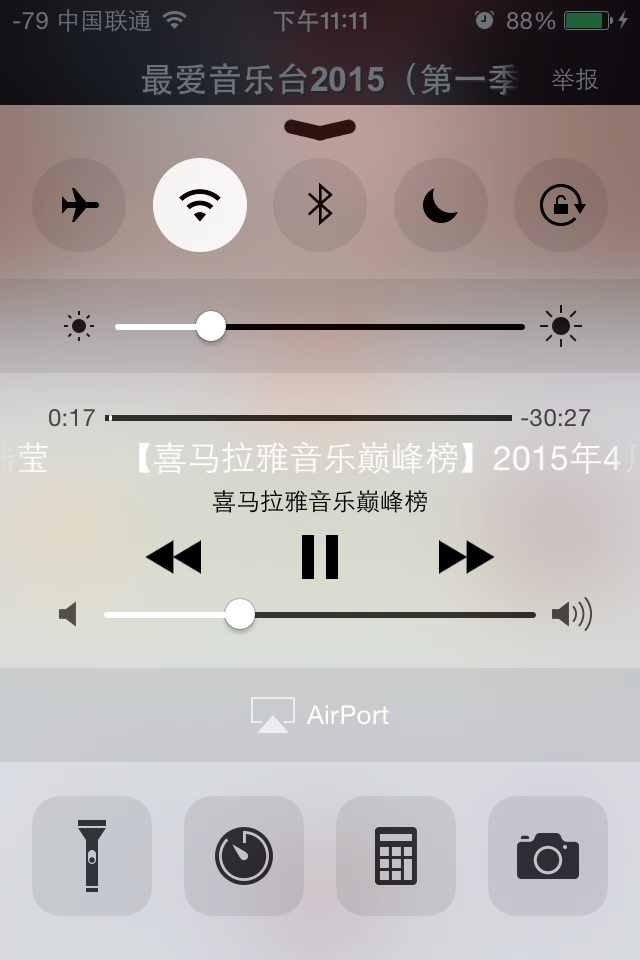 -79 中国联通 下午11:11 88%
最爱音乐台2015（第一季 举报
0:17 -30:27
莹 【喜马拉雅音乐巅峰榜】2015年4月
喜马拉雅音乐巅峰榜
AirPort